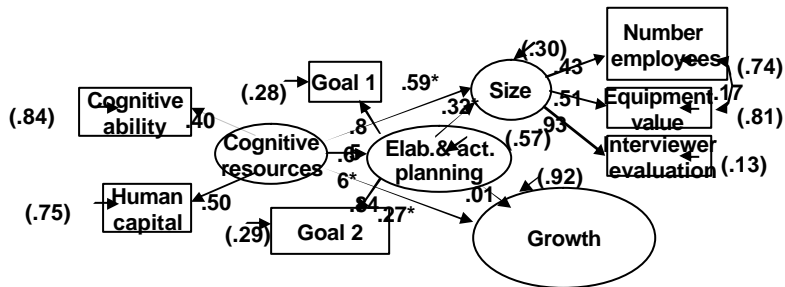 Number
employees
(.30)
.43
(.74)
Goal 1
.59*
Size
(.28)
.17
Cognitive
ability
.32*
.51
Equipment
value
(.84)
.40
.8
.93
(.81)
Cognitive
resources
.6
5
Elab.& act.
planning
(.57)
Interviewer
evaluation
(.13)
6*
.01
(.92)
Human
capital
.50
(.75)
.84
.27*
(.29)
Goal 2
Growth